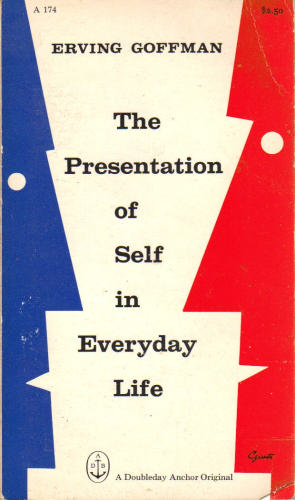 A 174
$2.50
ERVING GOFFMAN
The
Presentation
of
Self
in
Everyday
Life
A
D B
A Doubleday Anchor Original